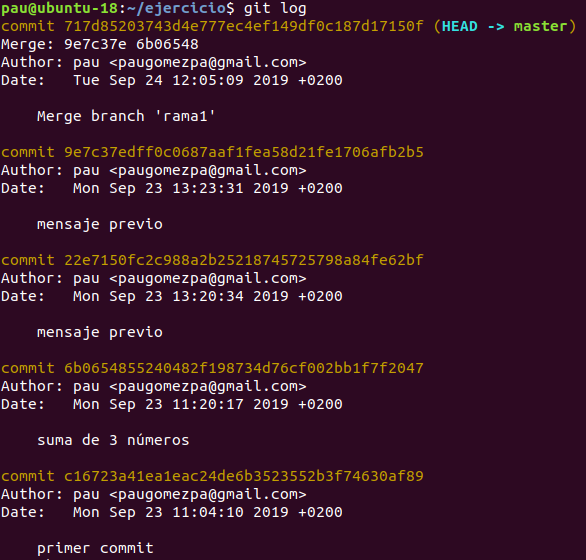 pau@ubuntu-18:~/ejercicio$ git log
commit 717d85203743d4e777ec4ef149df0c187d17150f (HEAD -> master)
Merge: 9e7c37e 6b06548
Author: pau <paugomezpa@gmail.com>
Date:   Tue Sep 24 12:05:09 2019 +0200
Merge branch 'rama1'
commit 9e7c37edff0c0687aaf1fea58d21fe1706afb2b5
Author: pau <paugomezpa@gmail.com>
Date:   Mon Sep 23 13:23:31 2019 +0200
mensaje previo
commit 22e7150fc2c988a2b25218745725798a84fe62bf
Author: pau <paugomezpa@gmail.com>
Date:   Mon Sep 23 13:20:34 2019 +0200
mensaje previo
commit 6b0654855240482f198734d76cf002bb1f7f2047
Author: pau <paugomezpa@gmail.com>
Date:   Mon Sep 23 11:20:17 2019 +0200
suma de 3 números
commit c16723a41ea1eac24de6b3523552b3f74630af89
Author: pau <paugomezpa@gmail.com>
Date:   Mon Sep 23 11:04:10 2019 +0200
primer commit